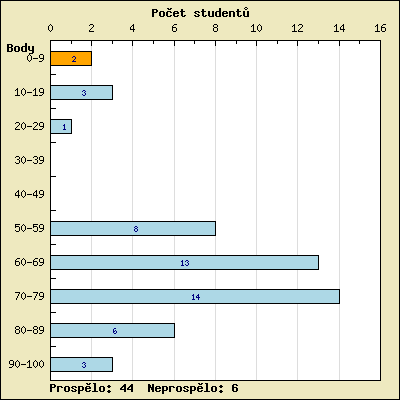 Počet studentů
0 2 4 6 8 10 12 14 16
Body
0-9 2
10-19 3
20-29 1
30-39
40-49
50-59 8
60-69 13
70-79 14
80-89 6
90-100 3
Prospělo: 44 Neprospělo: 6